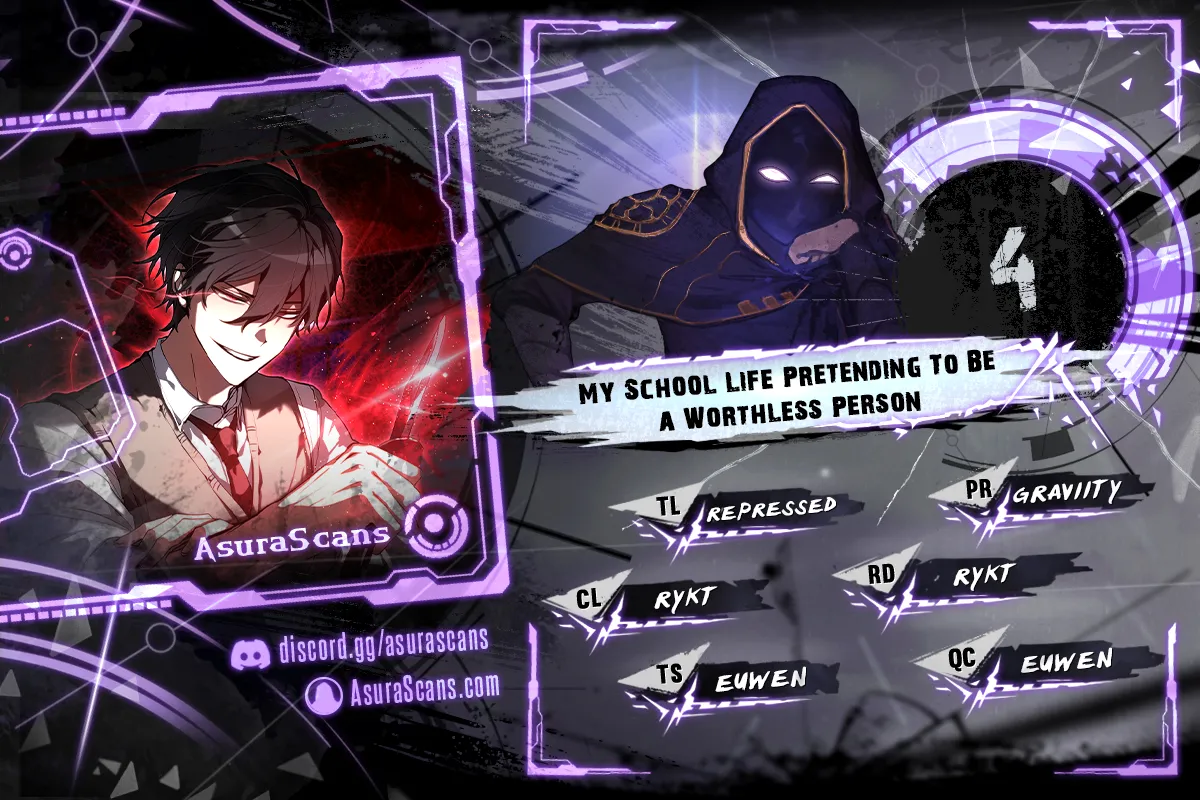 AsuraScans
discord.gg/asurascans
AsuraScans.com
4
MY SCHOOL LIFE PRETENDING TO BE
A WORTHLESS PERSON
TL REPRESSED
PR GRAVIITY
CL RYKT
RD RYKT
TS EUWEN
QC EUWEN